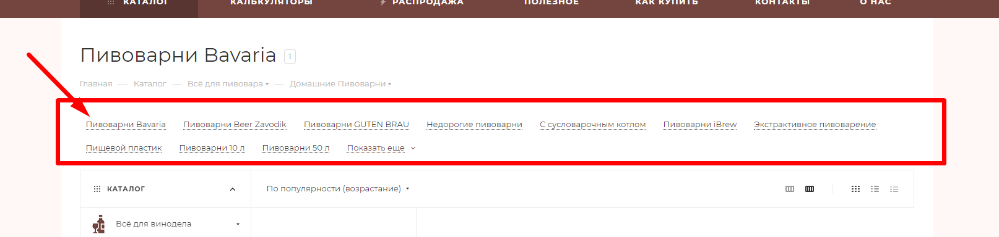 КАТАЛОГ КАЛЬКУЛЯТОРЫ РАСПРОДАЖА ПОЛЕЗНОЕ КАК КУПИТЬ КОНТАКТЫ О НАС
Пивоварни Bavaria 1
Главная — Каталог — Всё для пивовара — Домашние Пивоварни
Пивоварни Bavaria Пивоварни Beer Zavodik Пивоварни GUTEN BRAU Недорогие пивоварни С сусловарочным котлом Пивоварни iBrew Экстрактивное пивоварение
Пищевой пластик Пивоварни 10 л Пивоварни 50 л Показать еще
КАТАЛОГ По популярности (возрастание)
Всё для винодела